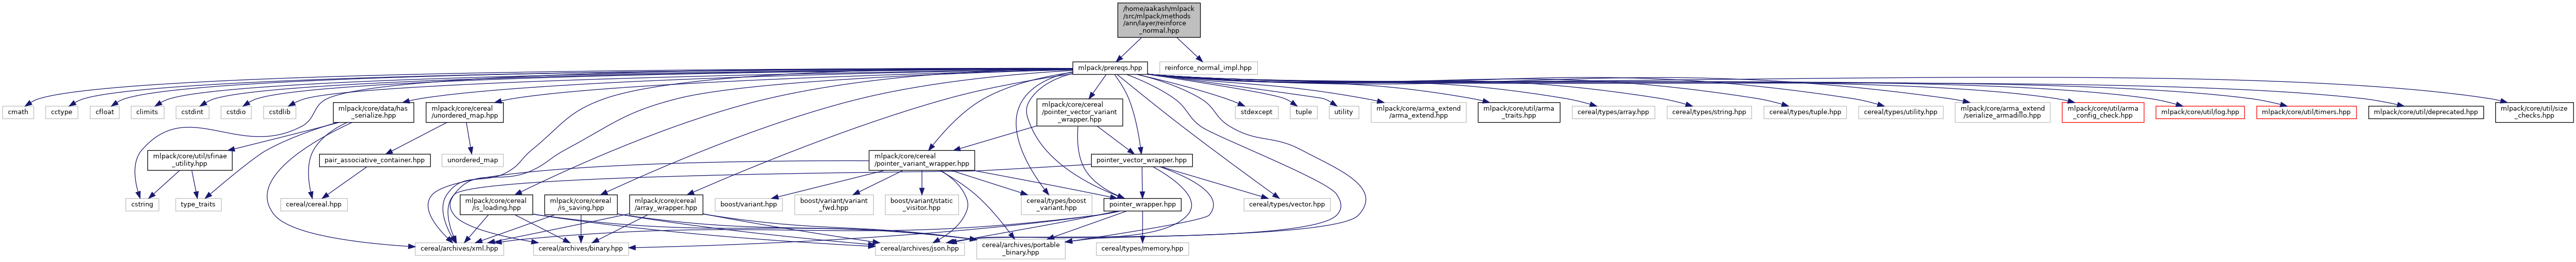 /home/aakash/mlpack
/src/mlpack/methods
/ann/layer/reinforce
_normal.hpp
mlpack/prereqs.hpp
reinforce_normal_impl.hpp
cmath
cctype
cfloat
climits
cstdint
cstdio
cstdlib
mlpack/core/data/has
_serialize.hpp
mlpack/core/cereal
/unordered_map.hpp
mlpack/core/cereal
/pointer_vector_variant
_wrapper.hpp
stdexcept
tuple
utility
mlpack/core/arma_extend
/arma_extend.hpp
mlpack/core/util/arma
_traits.hpp
cereal/types/array.hpp
cereal/types/string.hpp
cereal/types/tuple.hpp
cereal/types/utility.hpp
mlpack/core/arma_extend
/serialize_armadillo.hpp
mlpack/core/util/arma
_config_check.hpp
mlpack/core/util/log.hpp
mlpack/core/util/timers.hpp
mlpack/core/util/deprecated.hpp
mlpack/core/util/size
_checks.hpp
mlpack/core/util/sfinae
_utility.hpp
pair_associative_container.hpp
unordered_map
mlpack/core/cereal
/pointer_variant_wrapper.hpp
pointer_vector_wrapper.hpp
cstring
type_traits
cereal/cereal.hpp
mlpack/core/cereal
/is_loading.hpp
mlpack/core/cereal
/is_saving.hpp
mlpack/core/cereal
/array_wrapper.hpp
boost/variant.hpp
boost/variant/variant
_fwd.hpp
boost/variant/static
_visitor.hpp
cereal/types/boost
_variant.hpp
pointer_wrapper.hpp
cereal/types/vector.hpp
cereal/archives/xml.hpp
cereal/archives/binary.hpp
cereal/archives/json.hpp
cereal/archives/portable
_binary.hpp
cereal/types/memory.hpp